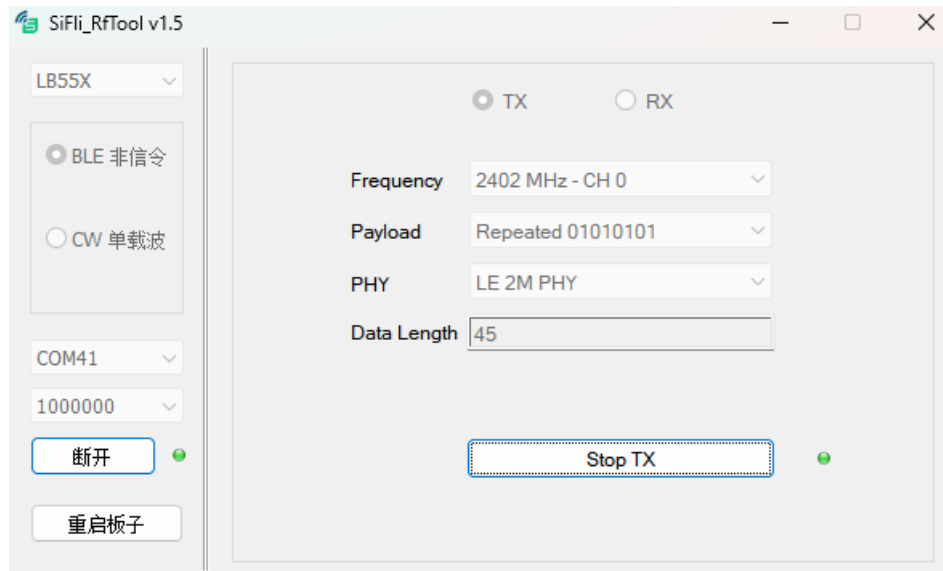 SiFli_RfTool v1.5
LB55X
BLE 非信令
CW 单载波
COM41
1000000
断开
重启板子
TX
RX
Frequency
2402 MHz - CH 0
Payload
Repeated 01010101
PHY
LE 2M PHY
Data Length
45
Stop TX